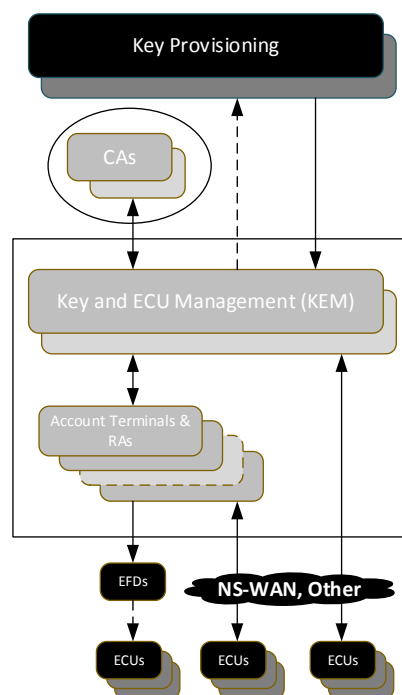 Key Provisioning
CAs
Key and ECU Management (KEM)
Account Terminals &
RAs
EFDs
NS-WAN, Other
ECUs
ECUs
ECUs